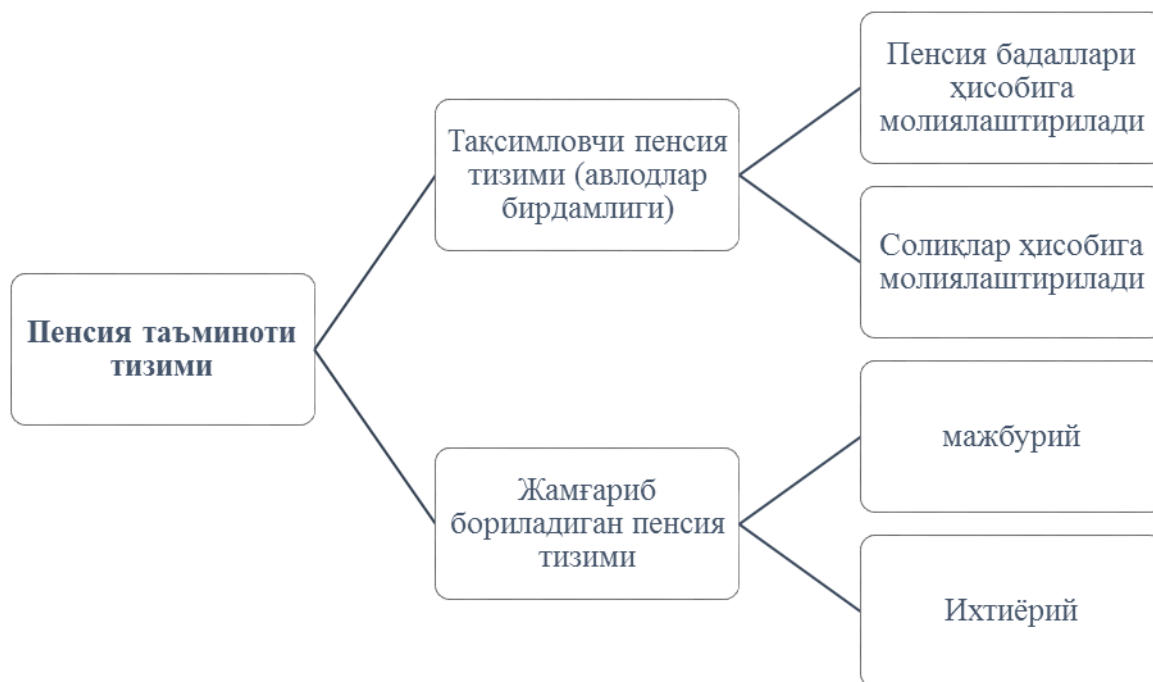 Пенсия таъминоти
тизими
Тақсимловчи пенсия
тизими (авлодлар
бирдамлиги)
Пенсия бадаллари
ҳисобига
молиялаштирилади
Солиқлар ҳисобига
молиялаштирилади
Жамғариб
бориладиган пенсия
тизими
мажбурий
Ихтиёрий